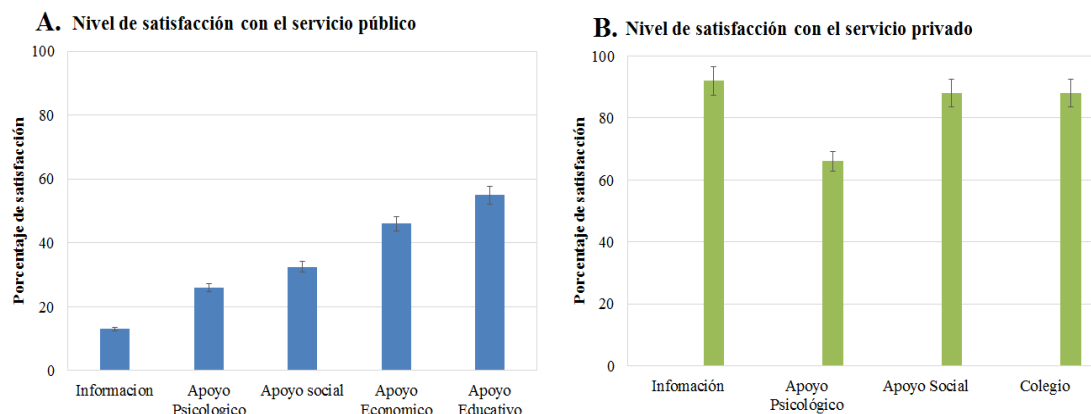 A. Nivel de satisfacción con el servicio público
Porcentaje de satisfacción
100
80
60
40
20
0
Informacion
Apoyo
Psicologico
Apoyo social
Apoyo
Economico
Apoyo
Educativo
B. Nivel de satisfacción con el servicio privado
Porcentaje de satisfacción
100
80
60
40
20
0
Infomación
Apoyo
Psicológico
Apoyo Social
Colegio